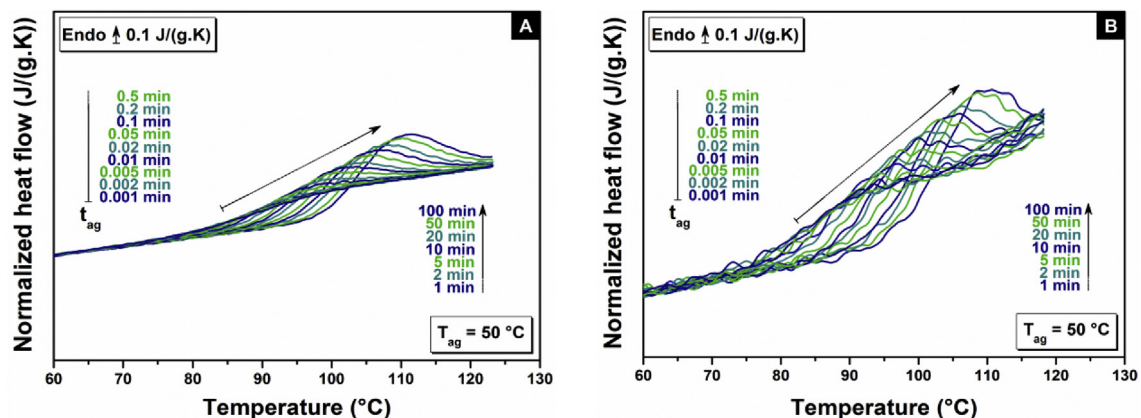 A
Endo 0.1 J/(g.K)
Normalized heat flow (J/(g.K))
0.5 min
0.2 min
0.1 min
0.05 min
0.02 min
0.01 min
0.005 min
0.002 min
0.001 min
tag
100 min
50 min
20 min
10 min
5 min
2 min
1 min
Tag = 50 °C
60 70 80 90 100 110 120 130
Temperature (°C)
B
Endo 0.1 J/(g.K)
Normalized heat flow (J/(g.K))
0.5 min
0.2 min
0.1 min
0.05 min
0.02 min
0.01 min
0.005 min
0.002 min
0.001 min
tag
100 min
50 min
20 min
10 min
5 min
2 min
1 min
Tag = 50 °C
60 70 80 90 100 110 120 130
Temperature (°C)